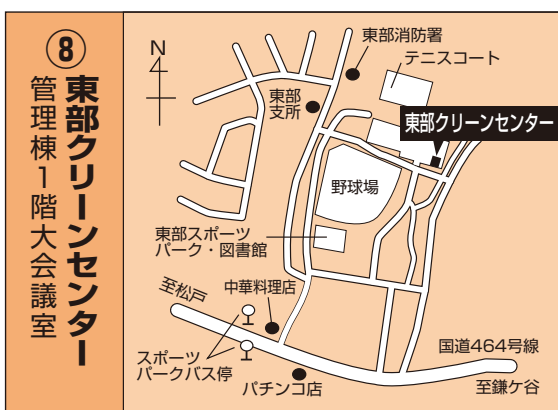 ⑧
東部クリーンセンター
管理棟1階大会議室
N
東部消防署
テニスコート
東部
支所
東部クリーンセンター
野球場
東部スポーツ
パーク・図書館
中華料理店
至松戸
スポーツ
パークバス停
パチンコ店
国道464号線
至鎌ケ谷